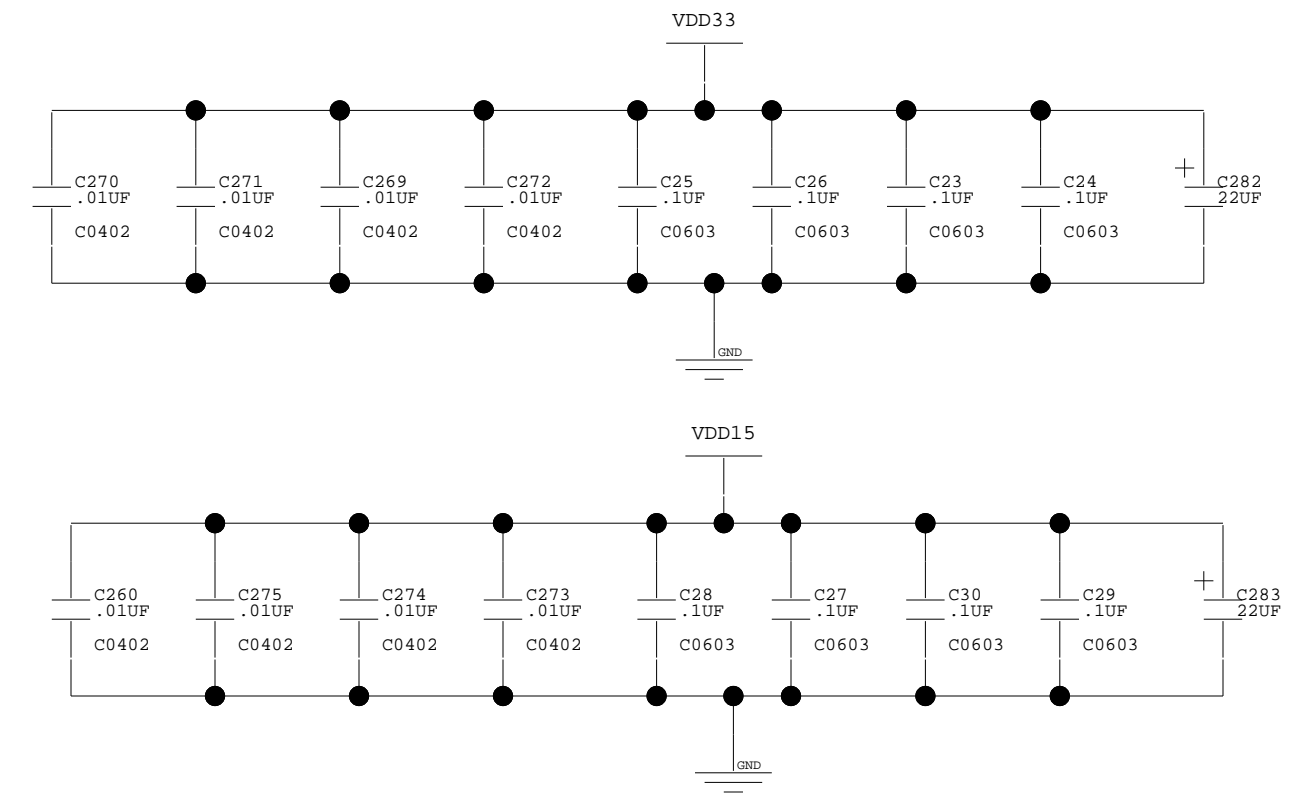 VDD33
C270 C271 C269 C272 C25 C26 C23 C24 C282
.01UF .01UF .01UF .01UF .1UF .1UF .1UF .1UF 22UF
C0402 C0402 C0402 C0402 C0603 C0603 C0603 C0603
GND
VDD15
C260 C275 C274 C273 C28 C27 C30 C29 C283
.01UF .01UF .01UF .01UF .1UF .1UF .1UF .1UF 22UF
C0402 C0402 C0402 C0402 C0603 C0603 C0603 C0603
GND